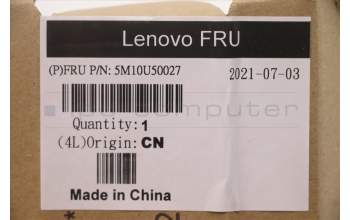 Lenovo FRU
(P)FRU P/N: 5M10U50027 2021-07-03
Quantity: 1
(4L)Origin: CN
Made in China